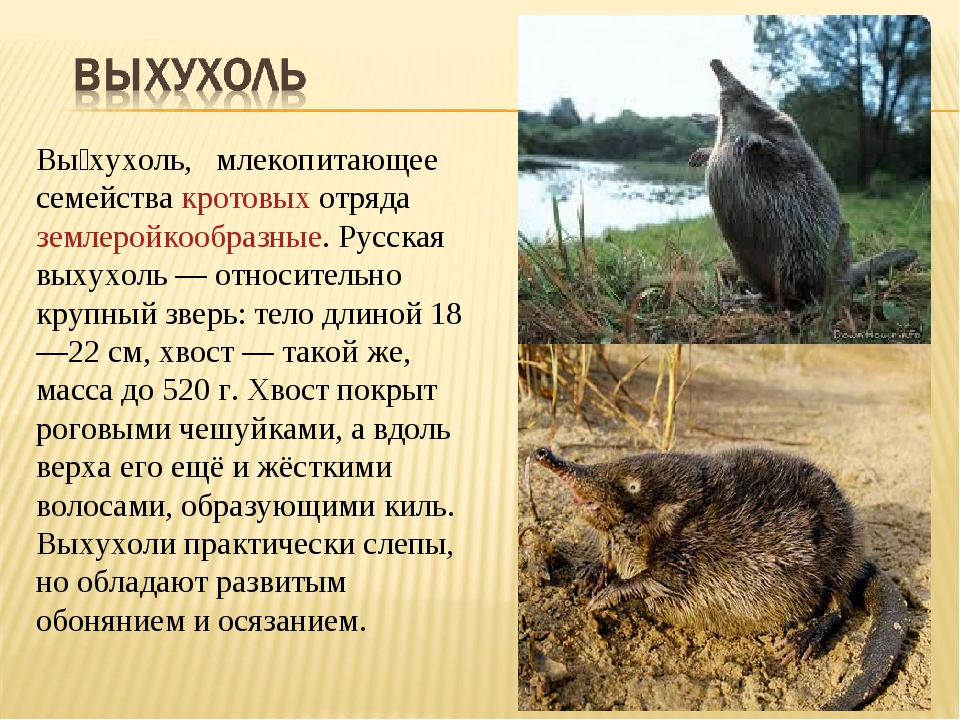 ВЫХУХОЛЬ
Вы́хухоль, млекопитающее
семейства кротовых отряда
землеройкообразные. Русская
выхухоль — относительно
крупный зверь: тело длиной 18
—22 см, хвост — такой же,
масса до 520 г. Хвост покрыт
роговыми чешуйками, а вдоль
верха его ещё и жёсткими
волосами, образующими киль.
Выхухоли практически слепы,
но обладают развитым
обонянием и осязанием.